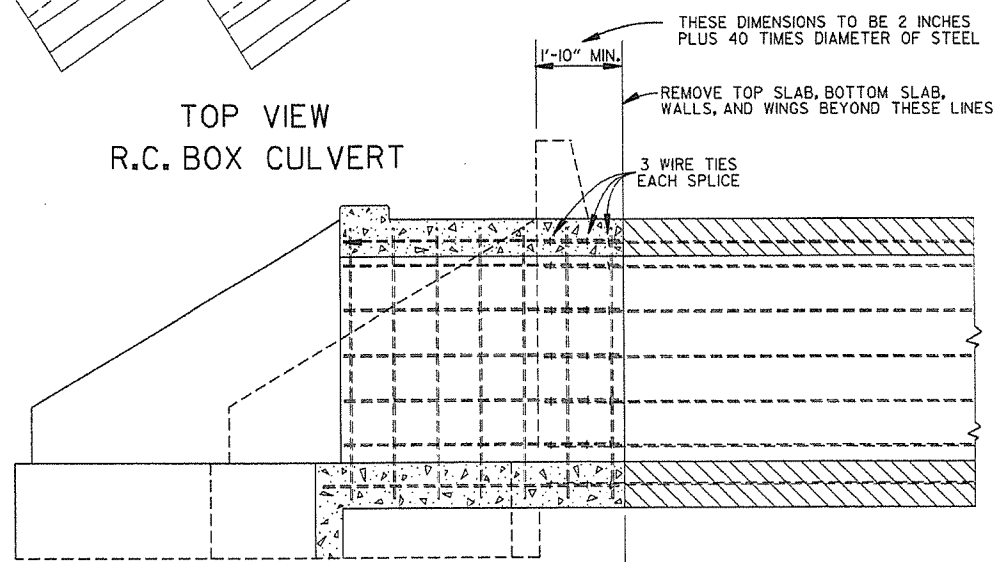 THESE DIMENSIONS TO BE 2 INCHES
PLUS 40 TIMES DIAMETER OF STEEL
1'-10" MIN.
REMOVE TOP SLAB, BOTTOM SLAB,
WALLS, AND WINGS BEYOND THESE LINES
TOP VIEW
R.C. BOX CULVERT
3 WIRE TIES
EACH SPLICE